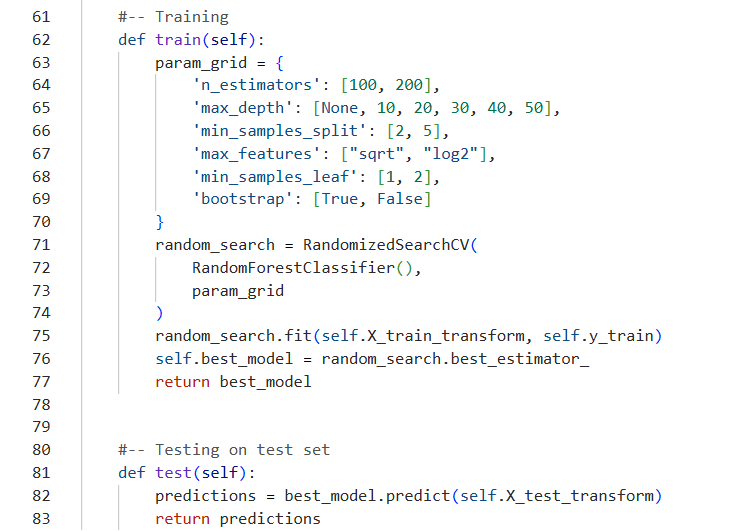 61 #-- Training
62 def train(self):
63 param_grid = {
64 'n_estimators': [100, 200],
65 'max_depth': [None, 10, 20, 30, 40, 50],
66 'min_samples_split': [2, 5],
67 'max_features': ["sqrt", "log2"],
68 'min_samples_leaf': [1, 2],
69 'bootstrap': [True, False]
70 }
71 random_search = RandomizedSearchCV(
72 RandomForestClassifier(),
73 param_grid
74 )
75 random_search.fit(self.X_train_transform, self.y_train)
76 self.best_model = random_search.best_estimator_
77 return best_model
78
79
80 #-- Testing on test set
81 def test(self):
82 predictions = best_model.predict(self.X_test_transform)
83 return predictions